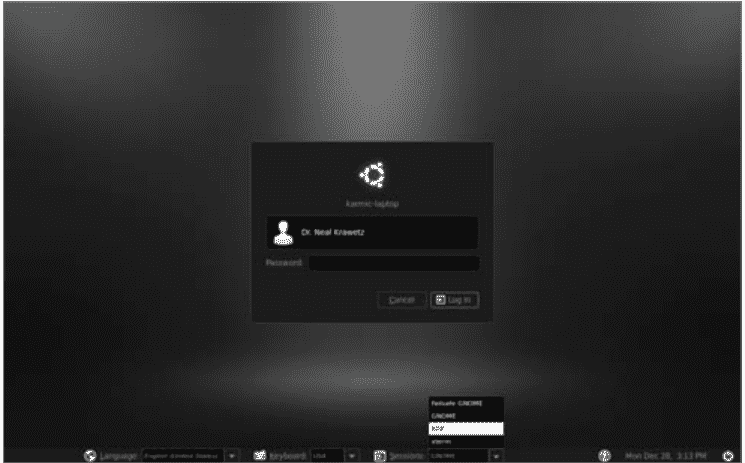 karmic-laptop
Dr. Neal Krawetz
Password:
Cancel
Log In
Failsafe GNOME
GNOME
xterm
Language
Keyboard
USA
Sessions
GNOME
Mon Dec 28, 3:13 PM